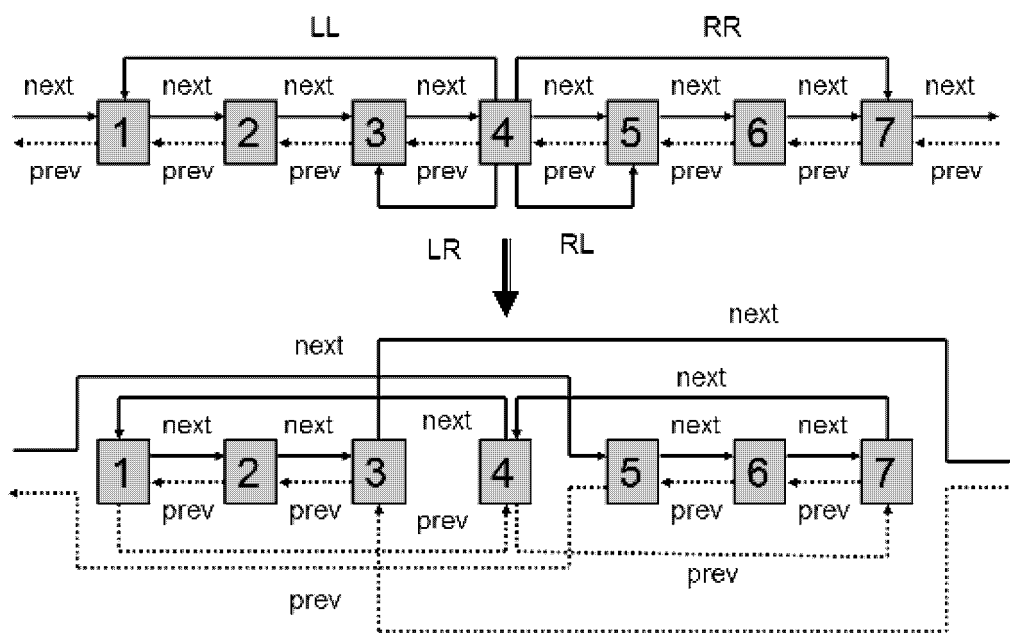 LL RR
next next next next next next next next
1 2 3 4 5 6 7
prev prev prev prev prev prev prev prev
LR RL
next
next
next
next next next next next
1 2 3 4 5 6 7
prev prev prev prev prev
prev
prev